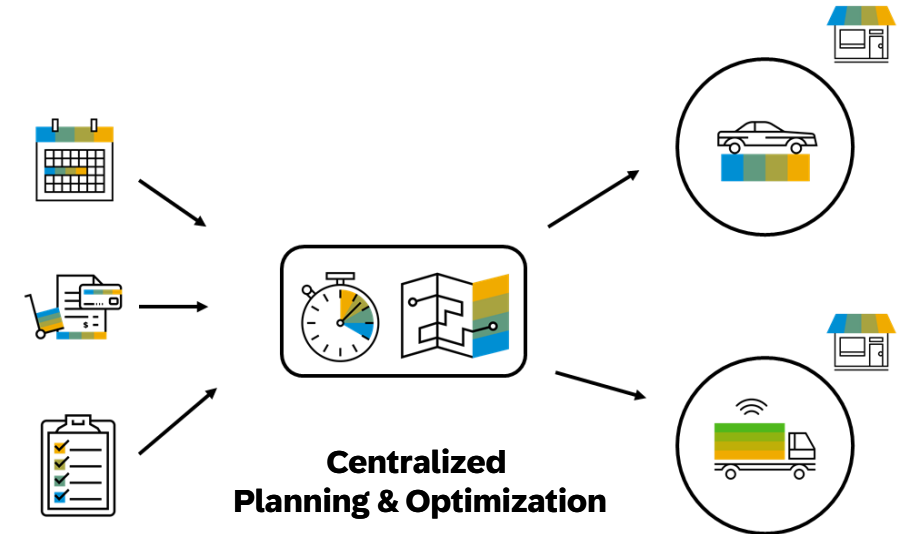 $ =
Centralized
Planning & Optimization